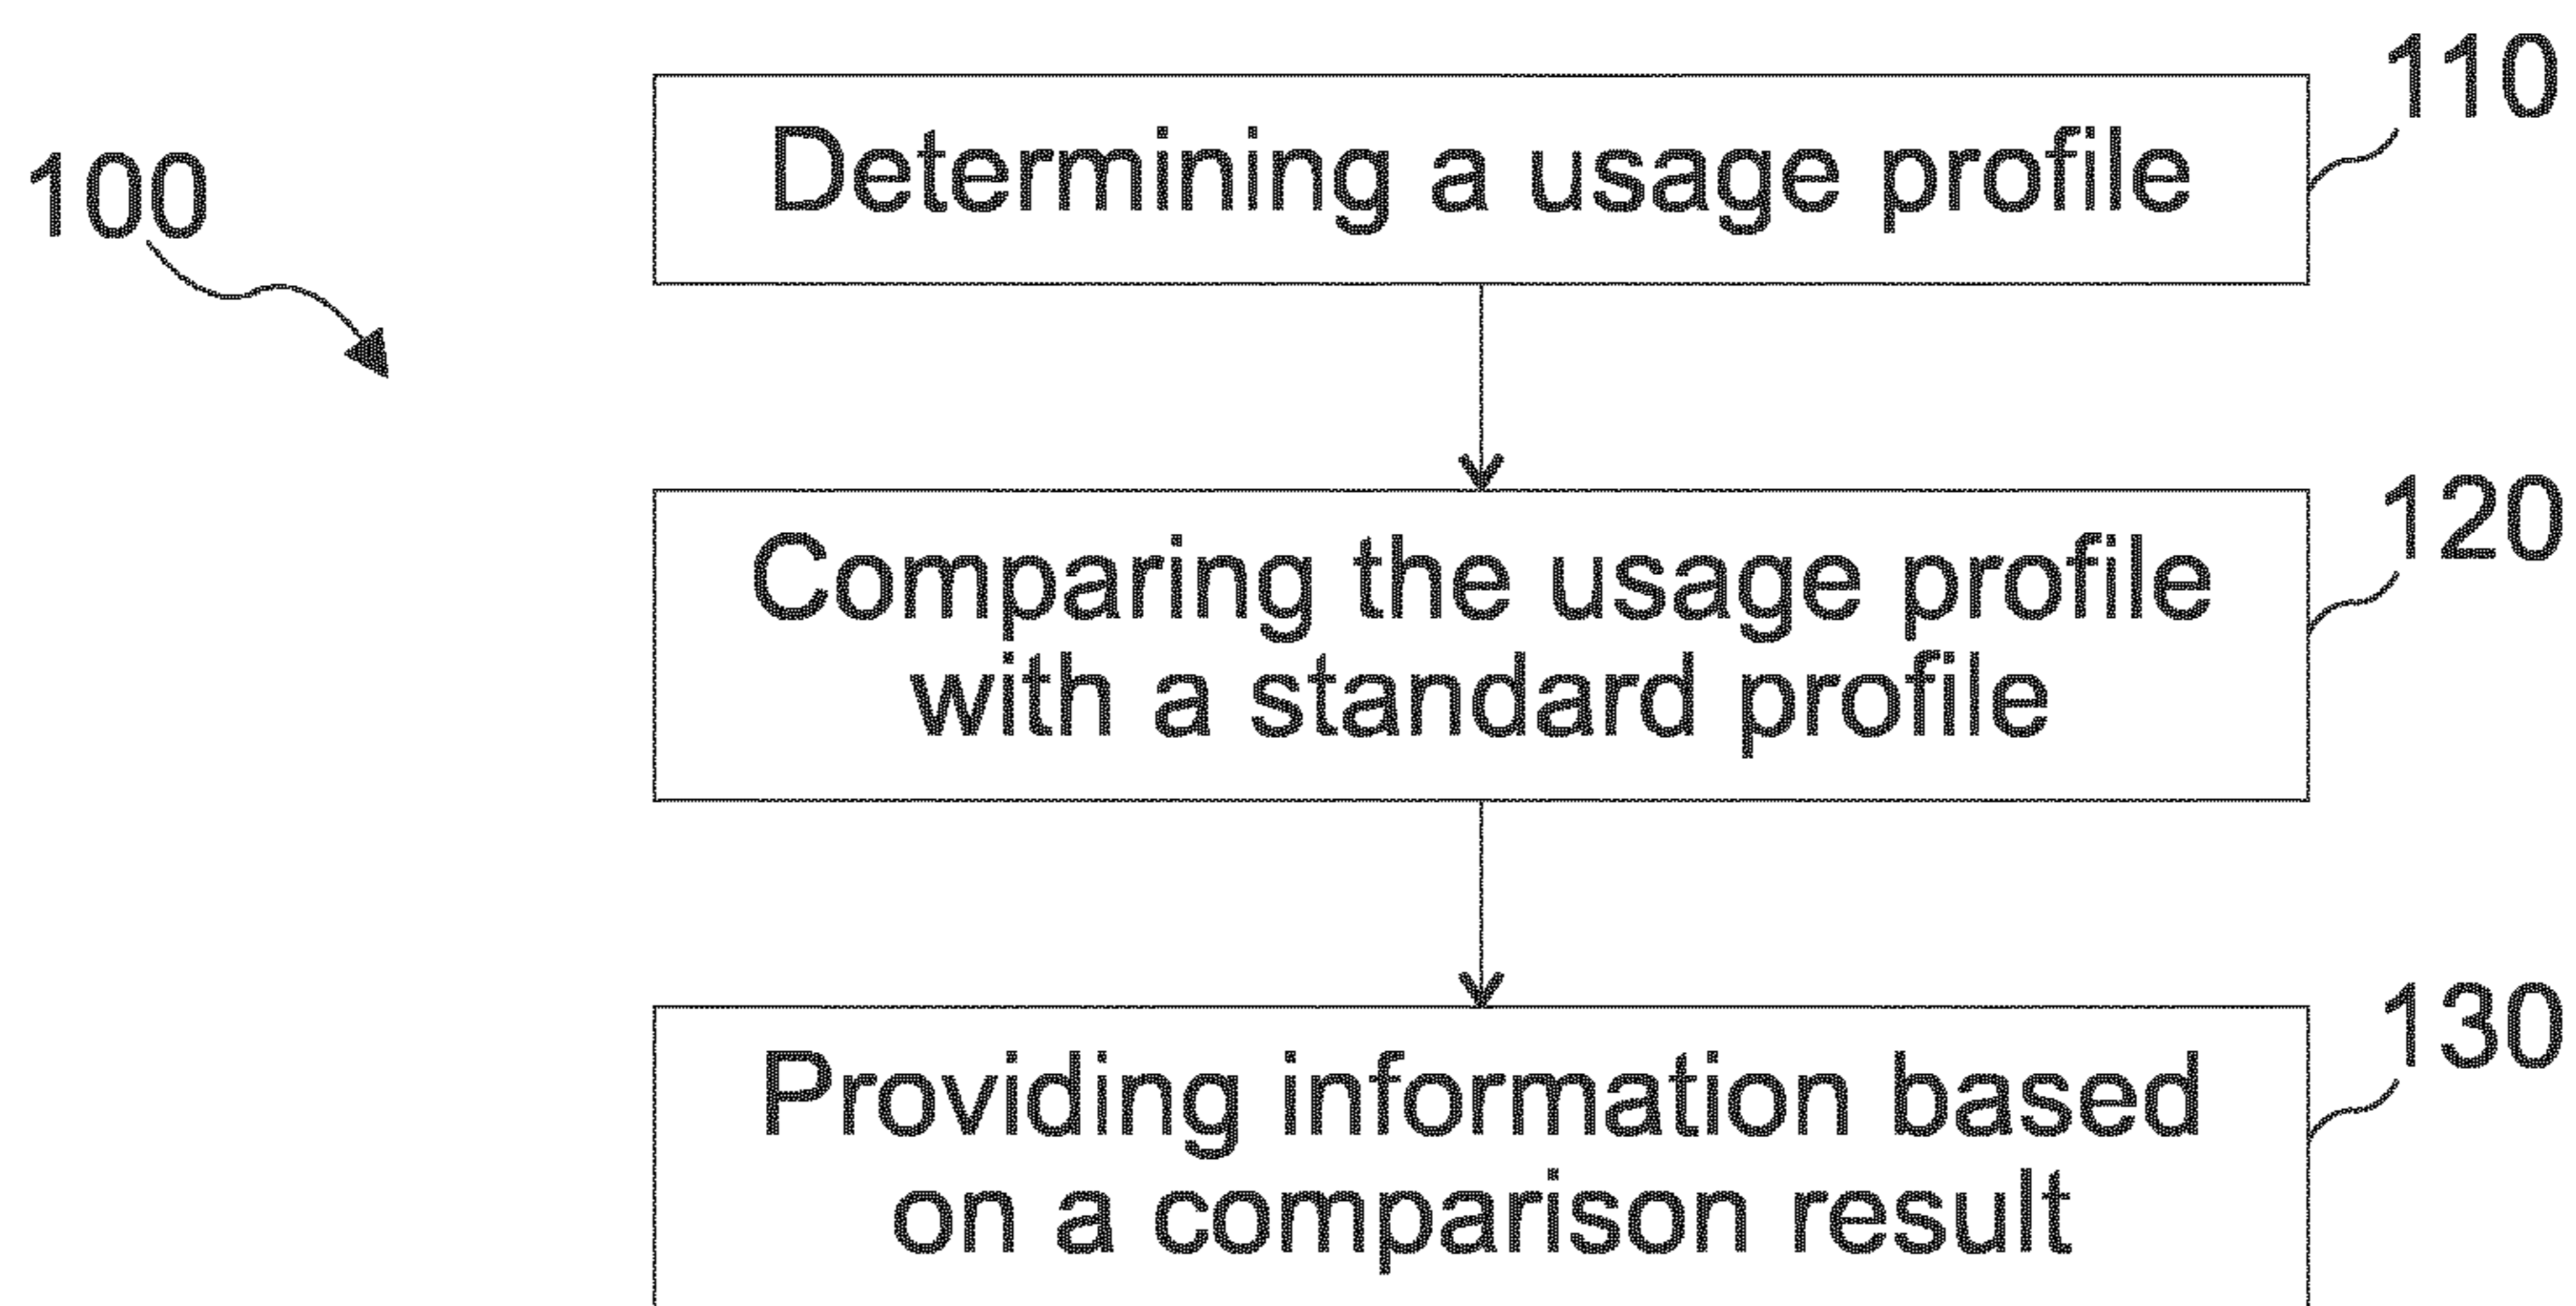 110
Determining a usage profile
100
120
Comparing the usage profile
with a standard profile
130
Providing information based
on a comparison result